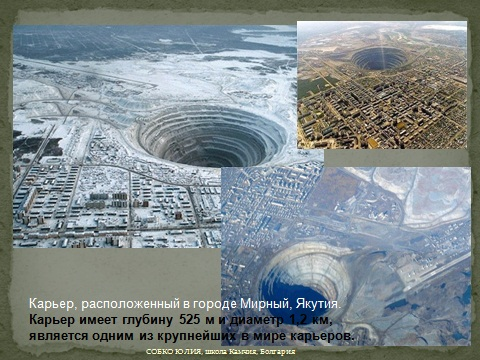 Карьер, расположенный в городе Мирный, Якутия.
Карьер имеет глубину 525 м и диаметр 1,2 км,
является одним из крупнейших в мире карьеров.
СОБКО ЮЛИЯ, школа Камчия, Болгария